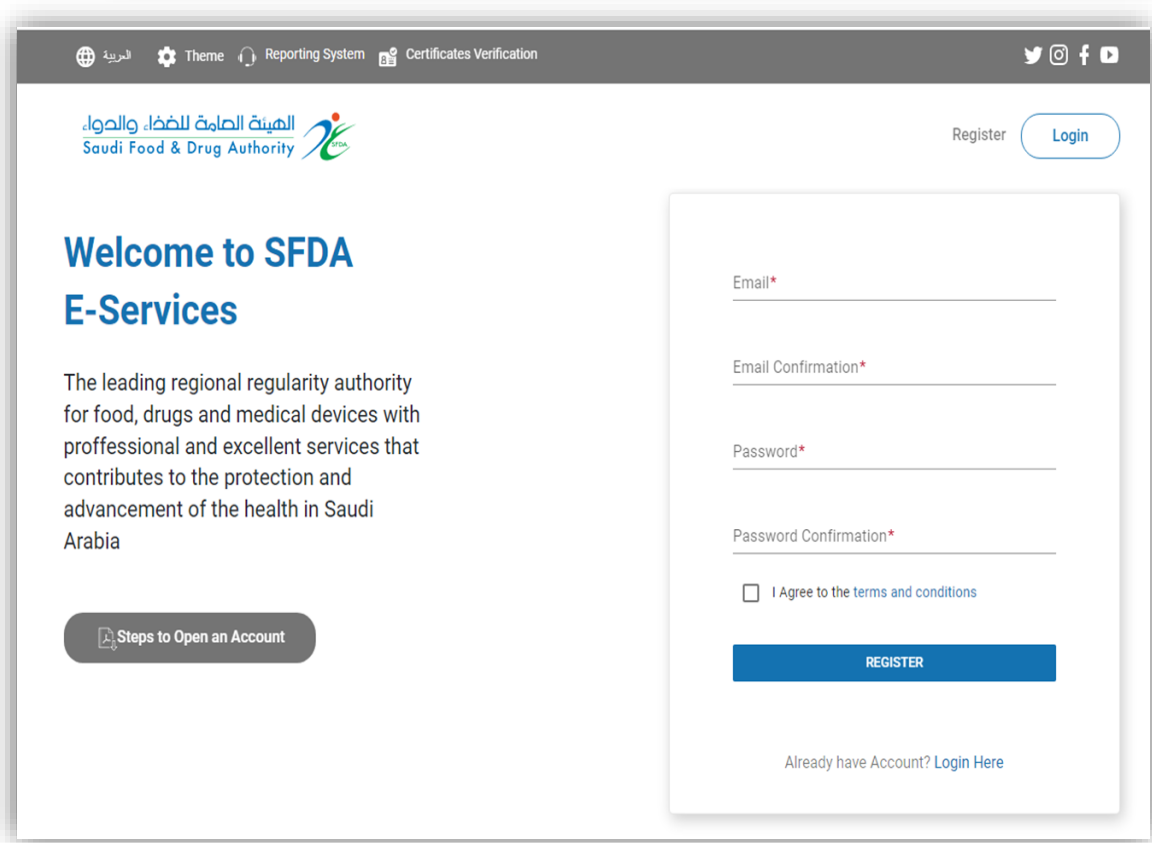 العربية Theme Reporting System Certificates Verification
الهيئة العامة للغذاء والدواء
Saudi Food & Drug Authority
SFDA
Register Login
Welcome to SFDA
E-Services
The leading regional regularity authority
for food, drugs and medical devices with
proffessional and excellent services that
contributes to the protection and
advancement of the health in Saudi
Arabia
Steps to Open an Account
Email*
Email Confirmation*
Password*
Password Confirmation*
I Agree to the terms and conditions
REGISTER
Already have Account? Login Here